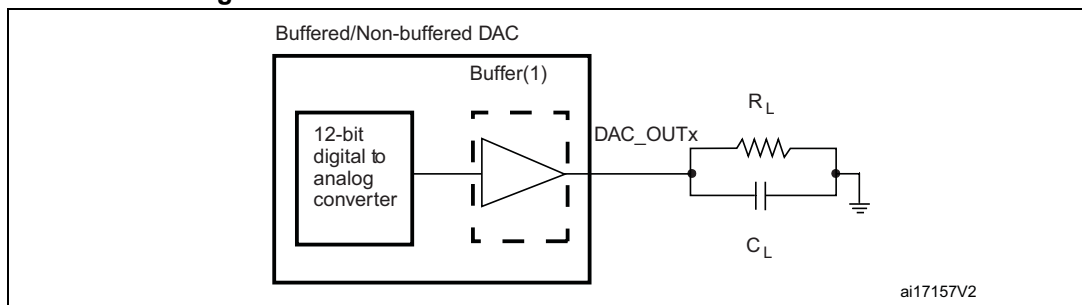 Buffered/Non-buffered DAC
Buffer(1)
12-bit
digital to
analog
converter
DAC_OUTx
R L
C L
ai17157V2